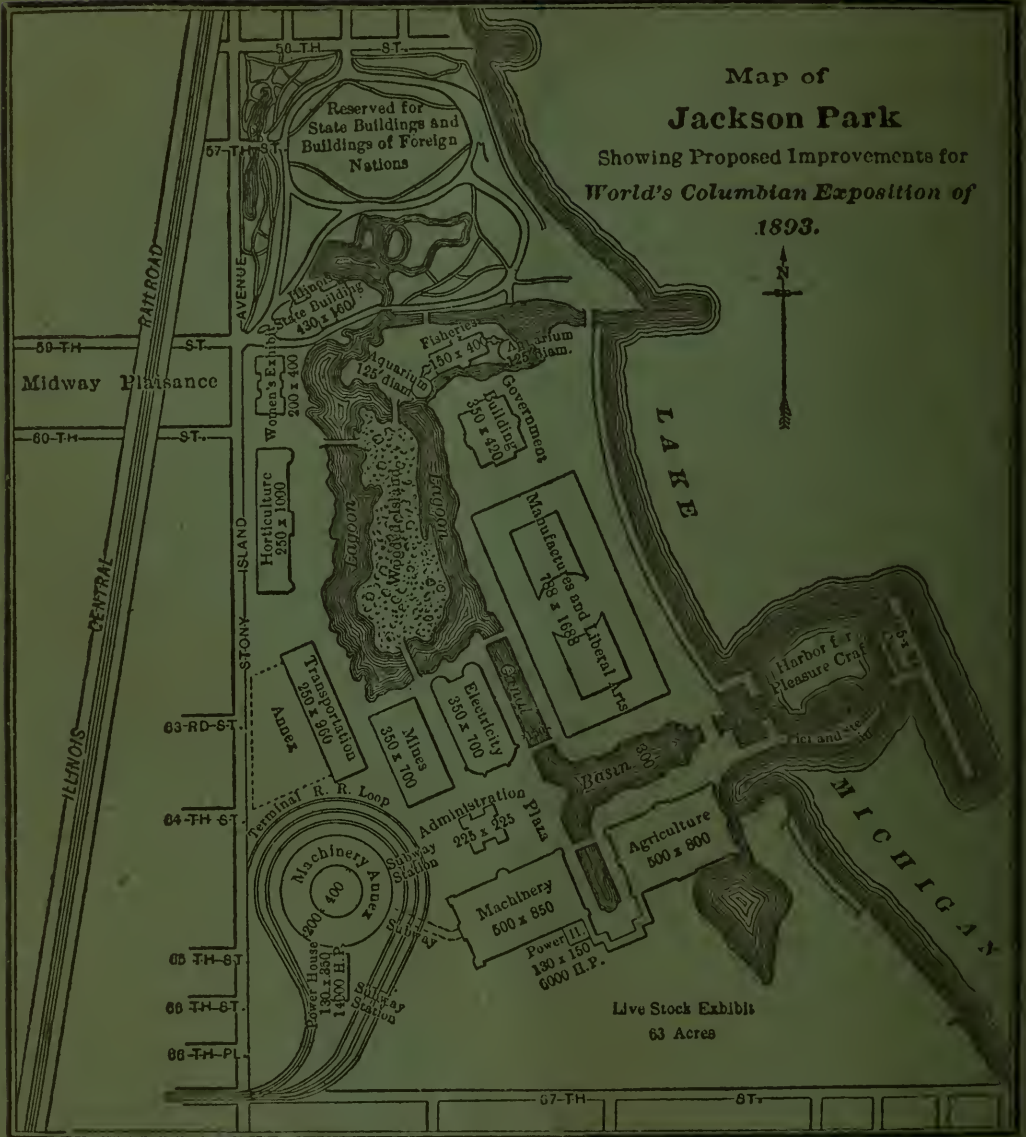 Map of
Jackson Park
Showing Proposed Improvements for
World's Columbian Exposition of
1893.
N
56-TH ST.
Reserved for
State Buildings and
Buildings of Foreign
Nations
57-TH ST.
Illinois
State Building
430 x 160
AVENUE
RAILROAD
59-TH ST.
Midway Plaisance
60-TH ST.
Women's Exhibit
200 x 400
Fisheries
150 x 400
Aquarium
125' diam.
Aquarium
125' diam.
Government
Building
350 x 420
LAKE
Horticulture
250 x 1000
Lagoon
Wooded Island
Lagoon
Manufactures and Liberal Arts
788 x 1688
ISLAND
CENTRAL
STONY
Harbor for
Pleasure Craft
Transportation
250 x 960
Annex
Mines
350 x 700
Electricity
350 x 700
Canal
150
Basin 300
63-RD-ST.
ILLINOIS
MICHIGAN
64-TH ST.
Terminal R. R. Loop
Administration
225 x 225
Plaza
Agriculture
500 x 800
Subway
Station
Machinery Annex
400
Machinery
500 x 850
Subway
Power H.
130 x 150
6000 H.P.
Power House
130 x 350
14000 H.P.
Subway
Station
65 TH-ST.
66 TH-ST.
66-TH-PL.
Live Stock Exhibit
63 Acres
67-TH ST.